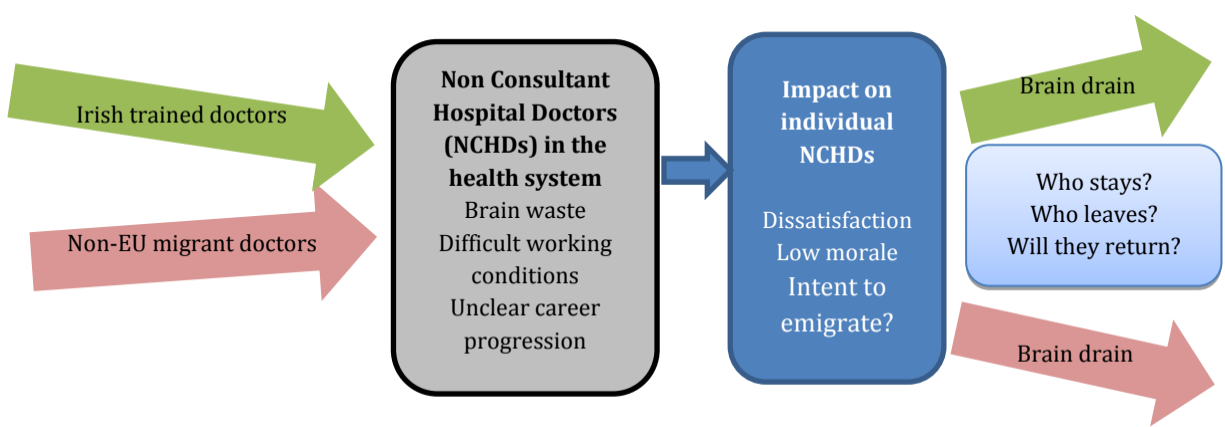 Irish trained doctors
Non-EU migrant doctors
Non Consultant
Hospital Doctors
(NCHDs) in the
health system
Brain waste
Difficult working
conditions
Unclear career
progression
Impact on
individual
NCHDs
Dissatisfaction
Low morale
Intent to
emigrate?
Brain drain
Who stays?
Who leaves?
Will they return?
Brain drain